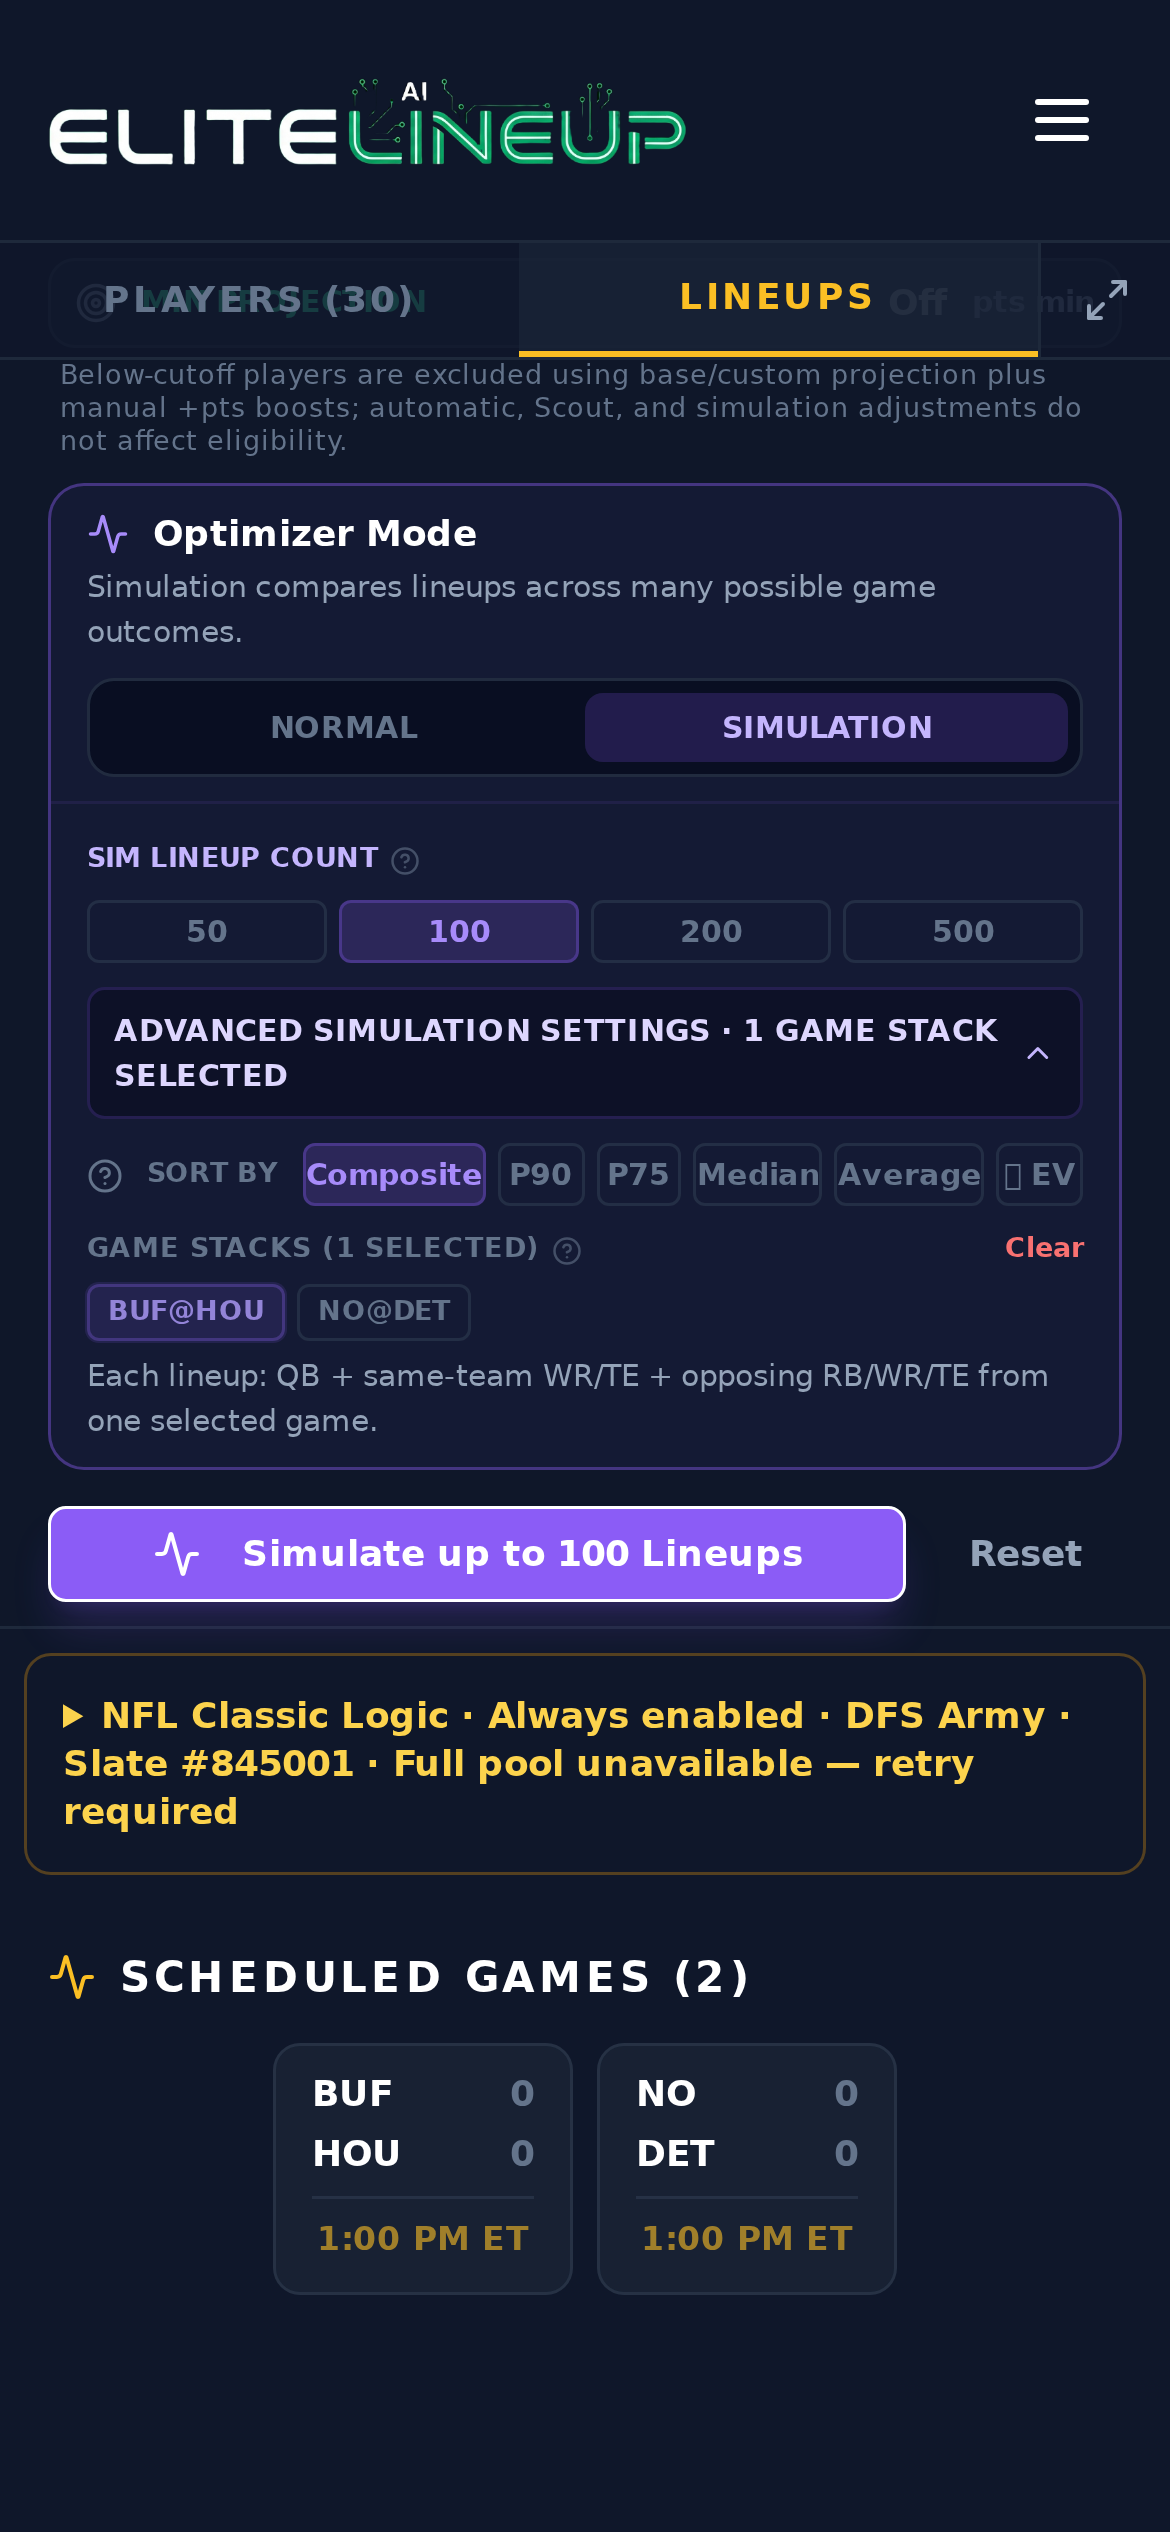 AI
ELITELINEUP
PLAYERS (30)
MIN PROJECTION
LINEUPS
Off pts min
Below-cutoff players are excluded using base/custom projection plus
manual +pts boosts; automatic, Scout, and simulation adjustments do
not affect eligibility.
Optimizer Mode
Simulation compares lineups across many possible game
outcomes.
NORMAL
SIMULATION
SIM LINEUP COUNT ?
50
100
200
500
ADVANCED SIMULATION SETTINGS · 1 GAME STACK
SELECTED
? SORT BY
Composite
P90
P75
Median
Average
EV
GAME STACKS (1 SELECTED) ?
Clear
BUF@HOU
NO@DET
Each lineup: QB + same-team WR/TE + opposing RB/WR/TE from
one selected game.
Simulate up to 100 Lineups
Reset
▶ NFL Classic Logic · Always enabled · DFS Army ·
Slate #845001 · Full pool unavailable — retry
required
SCHEDULED GAMES (2)
BUF 0
HOU 0
1:00 PM ET
NO 0
DET 0
1:00 PM ET